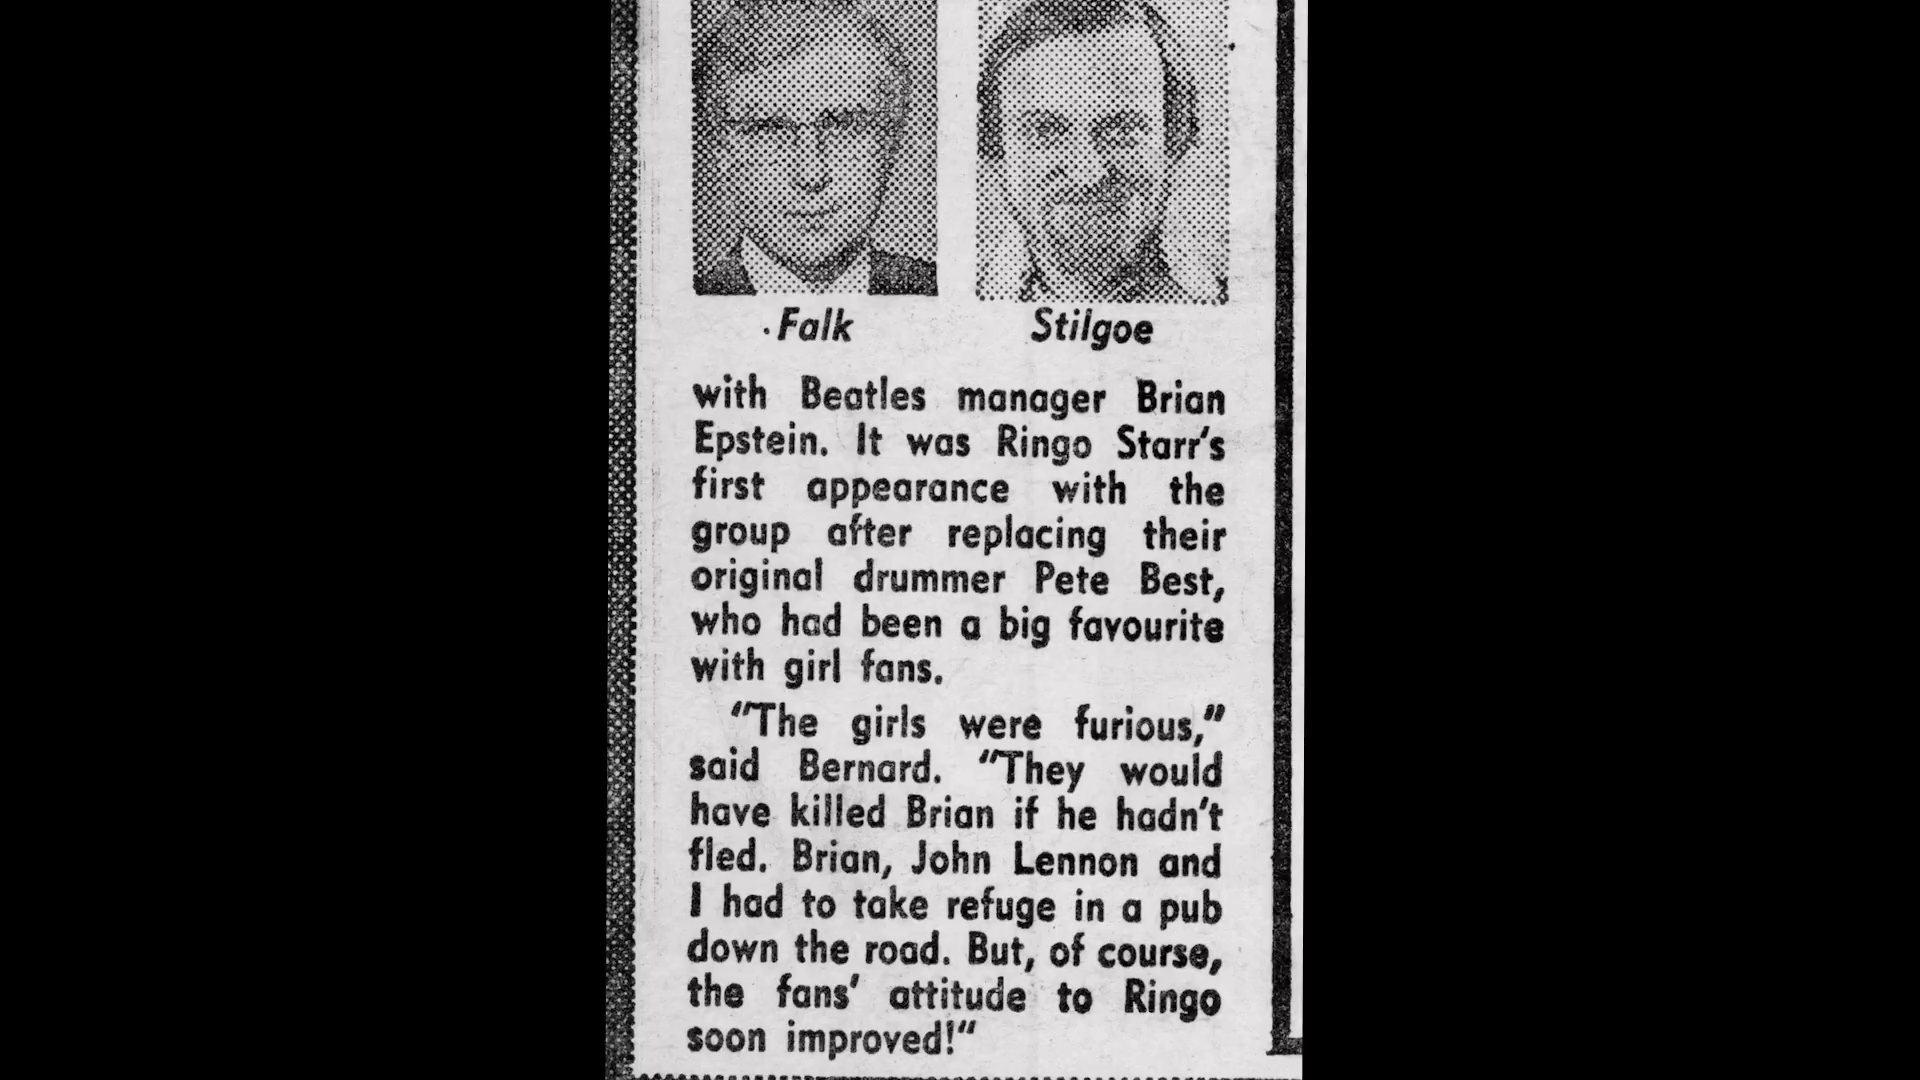 Falk Stilgoe
with Beatles manager Brian
Epstein. It was Ringo Starr's
first appearance with the
group after replacing their
original drummer Pete Best,
who had been a big favourite
with girl fans.
"The girls were furious,"
said Bernard. "They would
have killed Brian if he hadn't
fled. Brian, John Lennon and
I had to take refuge in a pub
down the road. But, of course,
the fans' attitude to Ringo
soon improved!"